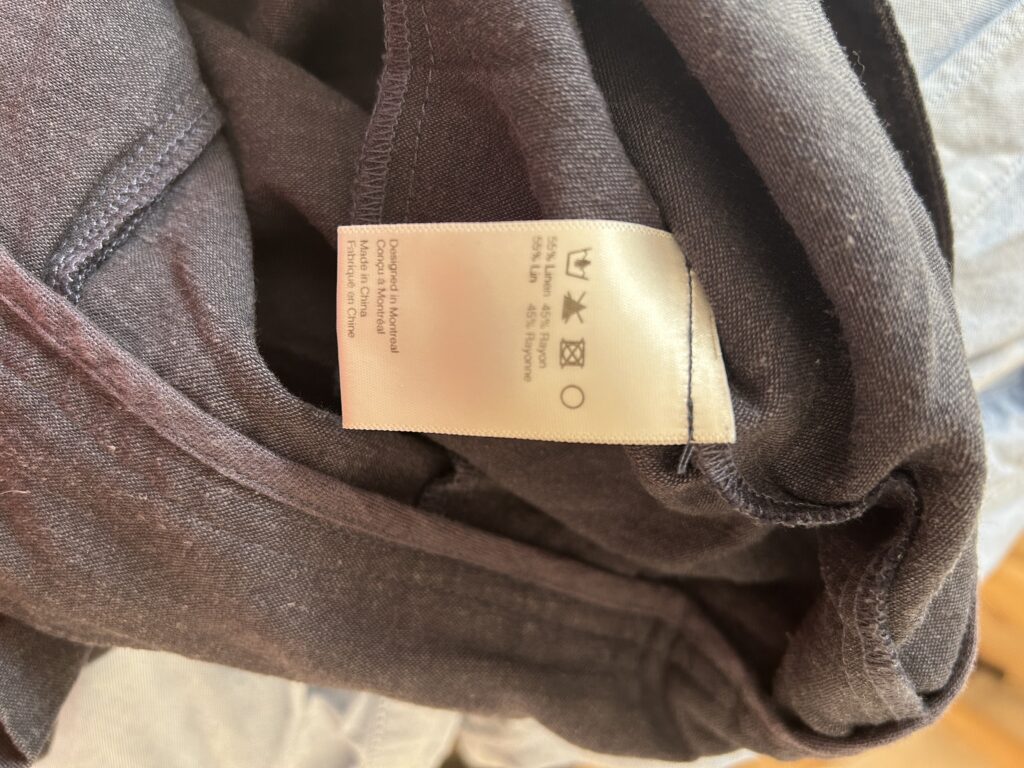 55% Linen 45% Rayon
55% Lin 45% Rayonne
Designed in Montreal
Conçu à Montréal
Made in China
Fabriqué en Chine